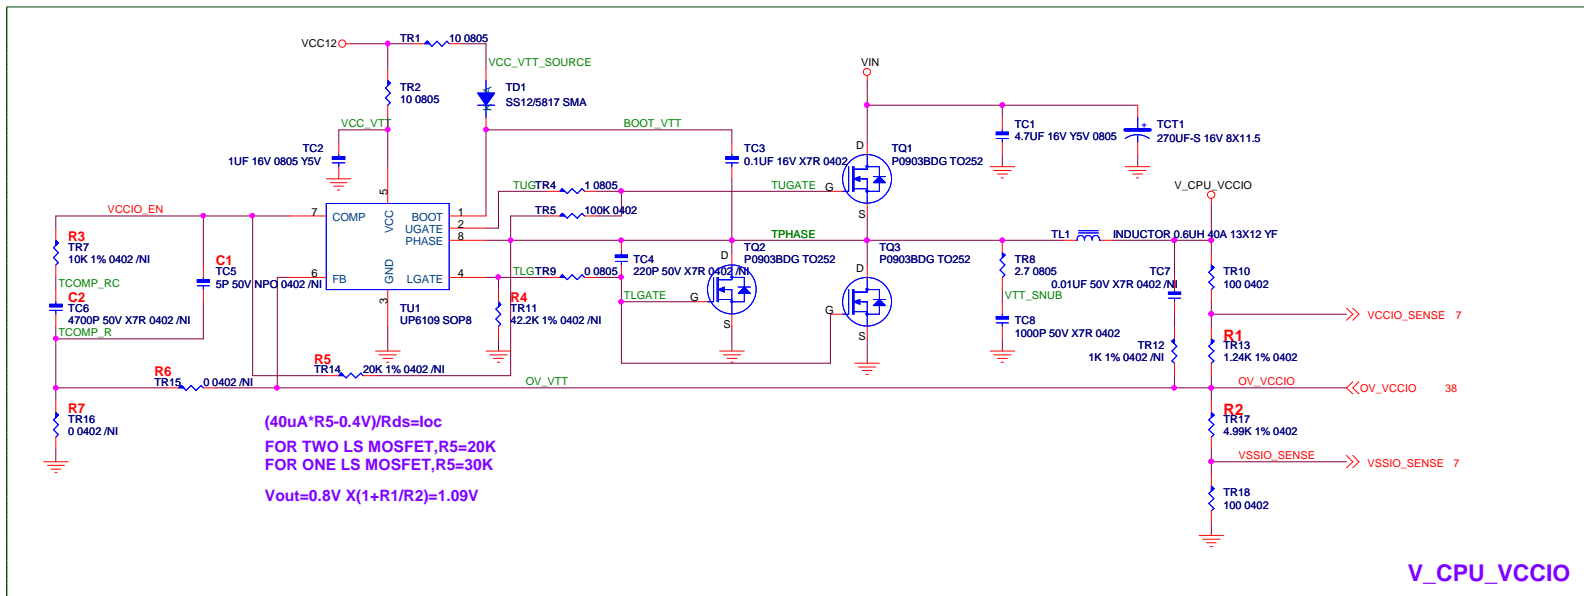 VCC12
TR1
10 0805
VCC_VTT_SOURCE
VIN
TR2
10 0805
TD1
SS12/5817 SMA
VCC_VTT
BOOT_VTT
TC2
1UF 16V 0805 Y5V
TC3
0.1UF 16V X7R 0402
D
TQ1
P0903BDG TO252
TC1
4.7UF 16V Y5V 0805
+
TCT1
270UF-S 16V 8X11.5
TUG
TR4
1 0805
TUGATE
G
S
V_CPU_VCCIO
VCCIO_EN
5
7
COMP
VCC
BOOT
1
UGATE
2
PHASE
8
TR5
100K 0402
TPHASE
TL1
INDUCTOR 0.6UH 40A 13X12 YF
R3
TR7
10K 1% 0402 /NI
TCOMP_RC
C1
TC5
5P 50V NPO 0402 /NI
6
FB
GND
LGATE
4
3
TLG
TR9
0 0805
TC4
220P 50V X7R 0402 /NI
D
TQ2
P0903BDG TO252
TQ3
P0903BDG TO252
D
TR8
2.7 0805
TC7
0.01UF 50V X7R 0402 /NI
TR10
100 0402
C2
TC6
4700P 50V X7R 0402 /NI
TCOMP_R
TU1
UP6109 SOP8
R4
TR11
42.2K 1% 0402 /NI
TLGATE
G
S
G
S
VTT_SNUB
TC8
1000P 50V X7R 0402
VCCIO_SENSE 7
R1
TR13
1.24K 1% 0402
TR12
1K 1% 0402 /NI
R5
TR14
20K 1% 0402 /NI
R6
TR15
0 0402 /NI
OV_VTT
OV_VCCIO
OV_VCCIO 38
R7
TR16
0 0402 /NI
R2
TR17
4.99K 1% 0402
(40uA*R5-0.4V)/Rds=Ioc
FOR TWO LS MOSFET,R5=20K
FOR ONE LS MOSFET,R5=30K
Vout=0.8V X(1+R1/R2)=1.09V
VSSIO_SENSE
VSSIO_SENSE 7
TR18
100 0402
V_CPU_VCCIO